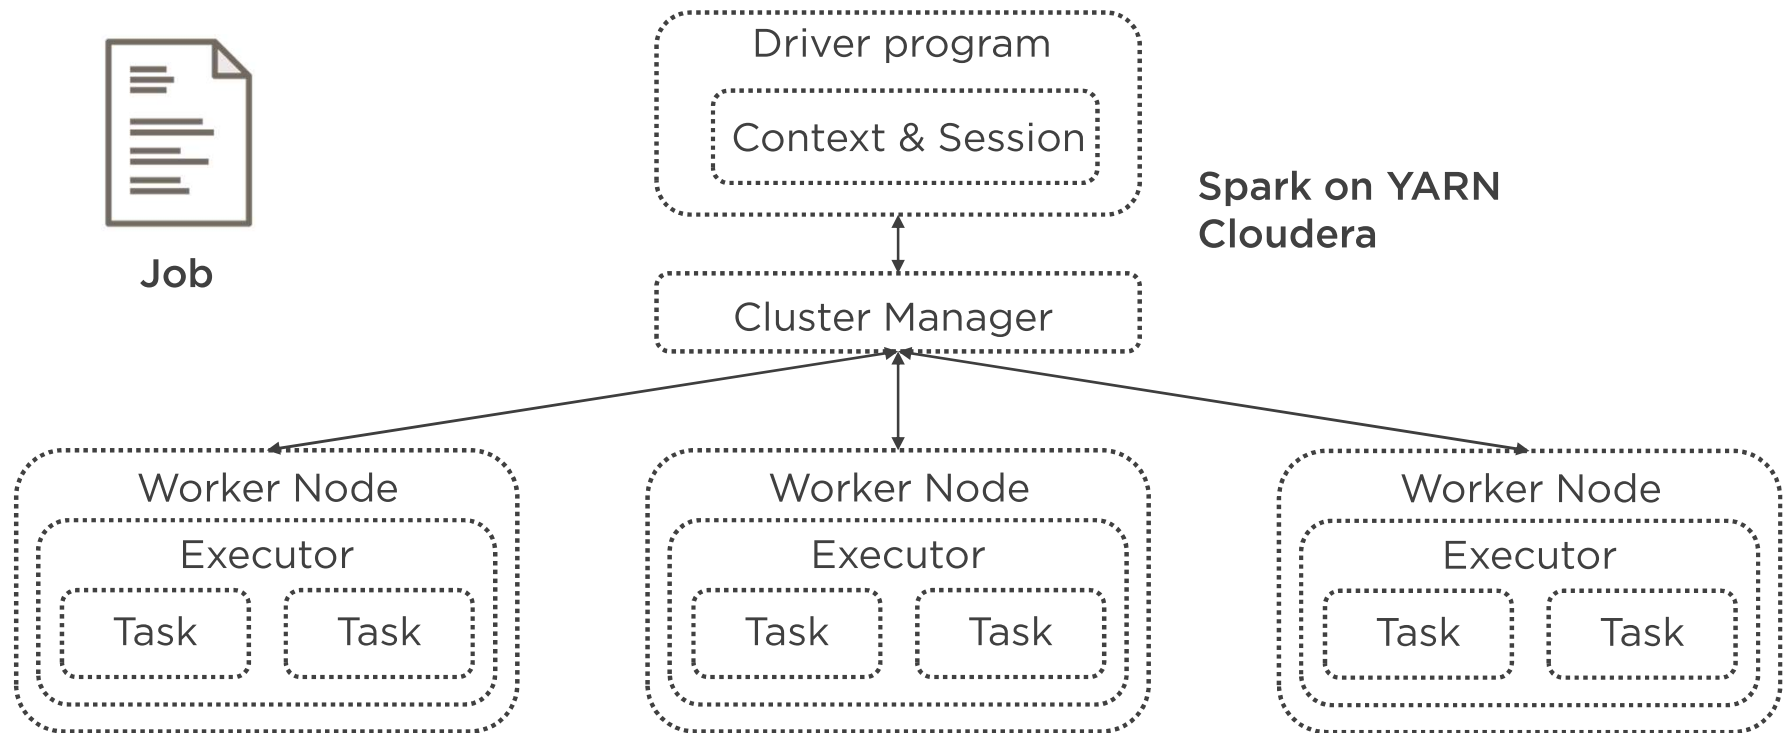 Driver program
Context & Session
Spark on YARN
Cloudera
Job
Cluster Manager
Worker Node
Executor
Task Task
Worker Node
Executor
Task Task
Worker Node
Executor
Task Task